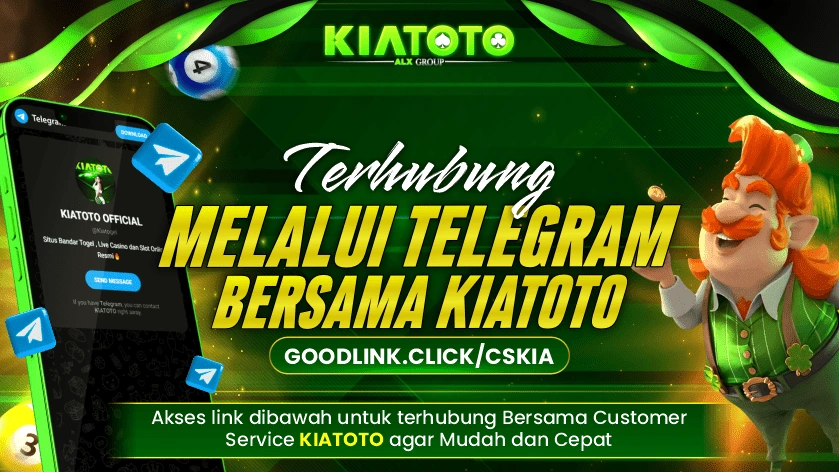 KIATOTO
ALX GROUP
4
Telegram
DOWNLOAD
KIATOTO
KIATOTO OFFICIAL
Situs Bandar Togel , Live Casino dan Slot Online
Resmi🔥
SEND MESSAGE
If you have Telegram, you can contact
KIATOTO right away.
Terhubung
MELALUI TELEGRAM
BERSAMA KIATOTO
GOODLINK.CLICK/CSKIA
3
Akses link dibawah untuk terhubung Bersama Customer
Service KIATOTO agar Mudah dan Cepat